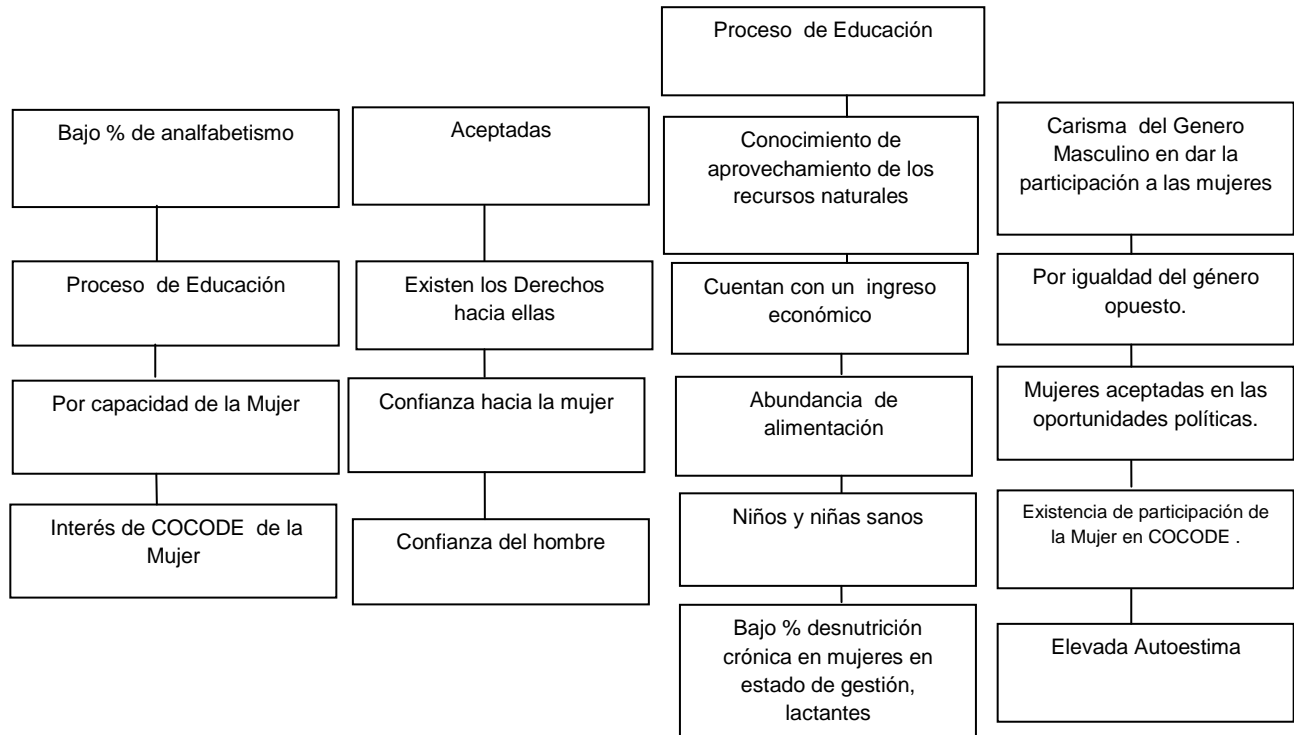 Bajo % de analfabetismo
Proceso de Educación
Por capacidad de la Mujer
Interés de COCODE de la
Mujer
Aceptadas
Existen los Derechos
hacia ellas
Confianza hacia la mujer
Confianza del hombre
Proceso de Educación
Conocimiento de
aprovechamiento de los
recursos naturales
Cuentan con un ingreso
económico
Abundancia de
alimentación
Niños y niñas sanos
Bajo % desnutrición
crónica en mujeres en
estado de gestión,
lactantes
Carisma del Genero
Masculino en dar la
participación a las mujeres
Por igualdad del género
opuesto.
Mujeres aceptadas en las
oportunidades políticas.
Existencia de participación de
la Mujer en COCODE .
Elevada Autoestima